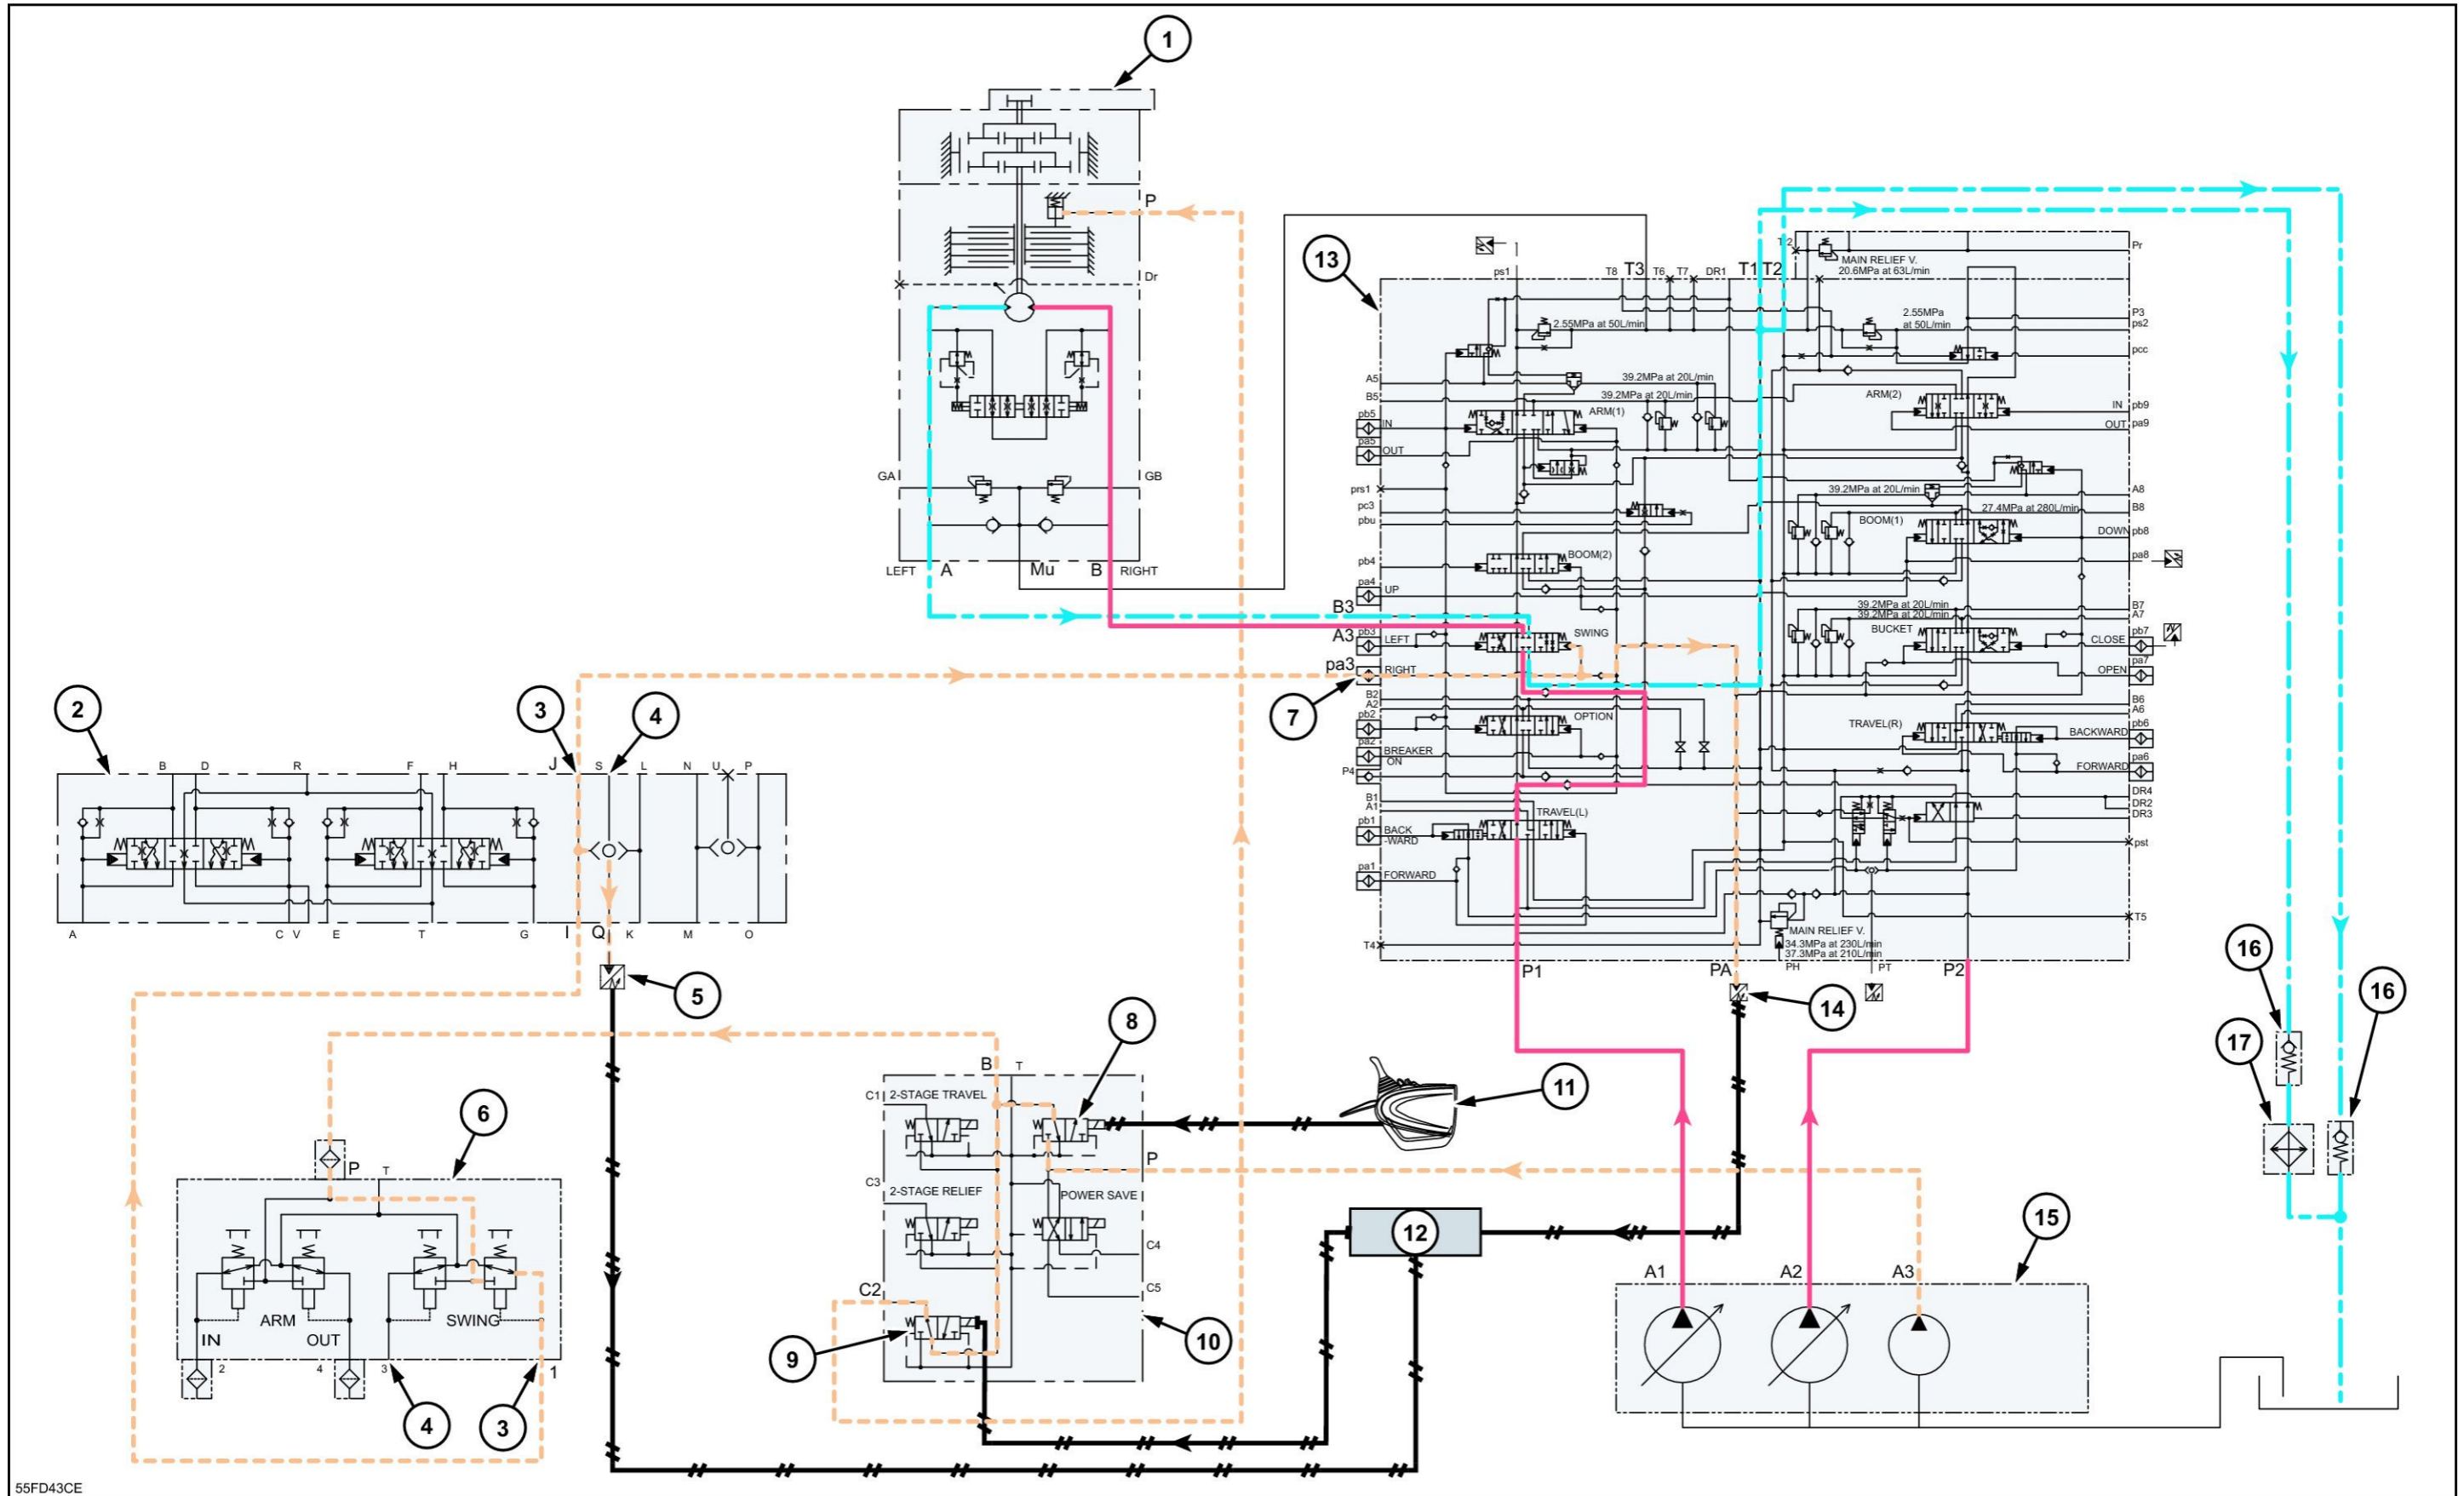 1
P
Dr
GA
GB
LEFT A
Mu
B RIGHT
13
ps1
T8 T3 T6 T7 DR1 T1 T2
MAIN RELIEF V.
20.6MPa at 63L/min
Pr
2.55MPa at 50L/min
2.55MPa
at 50L/min
P3
ps2
pcc
A5
39.2MPa at 20L/min
B5
39.2MPa at 20L/min
ARM(2)
pb5
IN
ARM(1)
IN pb9
pa5
OUT
OUT pa9
prs1
39.2MPa at 20L/min
A8
pc3
27.4MPa at 280L/min
B8
pbu
BOOM(1)
DOWN pb8
pb4
BOOM(2)
pa8
pa4
UP
B3
39.2MPa at 20L/min
B7
39.2MPa at 20L/min
A7
A3
pb3
LEFT
SWING
BUCKET
pb7
CLOSE
pa3
RIGHT
pa7
OPEN
7
B2
A2
B6
A6
pb2
OPTION
TRAVEL(R)
pb6
BACKWARD
pa2
BREAKER
ON
P4
FORWARD
pa6
B1
A1
DR4
DR2
DR3
pb1
BACK
-WARD
TRAVEL(L)
pst
pa1
FORWARD
T5
MAIN RELIEF V.
34.3MPa at 230L/min
37.3MPa at 210L/min
T4
P1
PA
PH
PT
P2
14
2
3
4
B D R F H J S L N U P
A C V E T G I Q K M O
5
16
16
17
8
B T
C1 2-STAGE TRAVEL
11
6
P T
P
C3
2-STAGE RELIEF
POWER SAVE
12
15
C4
C5
C2
A1 A2 A3
ARM
SWING
IN
OUT
9
10
2 4 3 1
4
3
55FD43CE